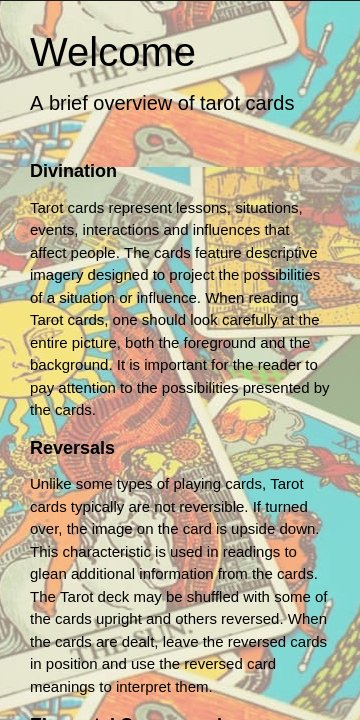 Welcome
A brief overview of tarot cards
Divination
Tarot cards represent lessons, situations,
events, interactions and influences that
affect people. The cards feature descriptive
imagery designed to project the possibilities
of a situation or influence. When reading
Tarot cards, one should look carefully at the
entire picture, both the foreground and the
background. It is important for the reader to
pay attention to the possibilities presented by
the cards.
Reversals
Unlike some types of playing cards, Tarot
cards typically are not reversible. If turned
over, the image on the card is upside down.
This characteristic is used in readings to
glean additional information from the cards.
The Tarot deck may be shuffled with some of
the cards upright and others reversed. When
the cards are dealt, leave the reversed cards
in position and use the reversed card
meanings to interpret them.